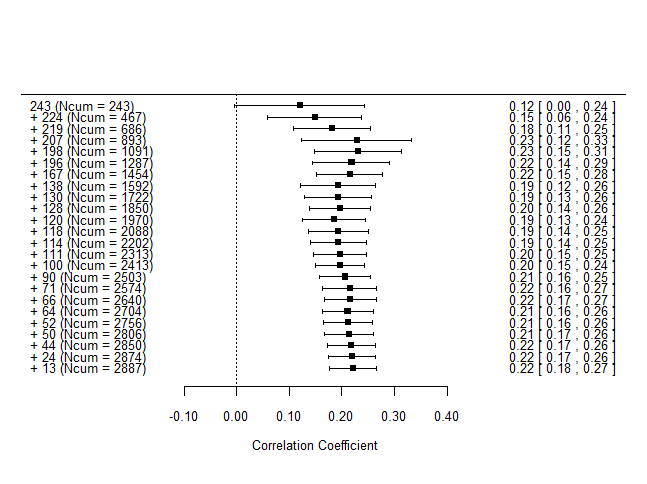 243 (Ncum = 243) 0.12 [ 0.00 , 0.24 ]
+ 224 (Ncum = 467) 0.15 [ 0.06 , 0.24 ]
+ 219 (Ncum = 686) 0.18 [ 0.11 , 0.25 ]
+ 207 (Ncum = 893) 0.23 [ 0.12 , 0.33 ]
+ 198 (Ncum = 1091) 0.23 [ 0.15 , 0.31 ]
+ 196 (Ncum = 1287) 0.22 [ 0.14 , 0.29 ]
+ 167 (Ncum = 1454) 0.22 [ 0.15 , 0.28 ]
+ 138 (Ncum = 1592) 0.19 [ 0.12 , 0.26 ]
+ 130 (Ncum = 1722) 0.19 [ 0.13 , 0.26 ]
+ 128 (Ncum = 1850) 0.20 [ 0.14 , 0.26 ]
+ 120 (Ncum = 1970) 0.19 [ 0.13 , 0.24 ]
+ 118 (Ncum = 2088) 0.19 [ 0.14 , 0.25 ]
+ 114 (Ncum = 2202) 0.19 [ 0.14 , 0.25 ]
+ 111 (Ncum = 2313) 0.20 [ 0.15 , 0.25 ]
+ 100 (Ncum = 2413) 0.20 [ 0.15 , 0.24 ]
+ 90 (Ncum = 2503) 0.21 [ 0.16 , 0.25 ]
+ 71 (Ncum = 2574) 0.22 [ 0.16 , 0.27 ]
+ 66 (Ncum = 2640) 0.22 [ 0.17 , 0.27 ]
+ 64 (Ncum = 2704) 0.21 [ 0.16 , 0.26 ]
+ 52 (Ncum = 2756) 0.21 [ 0.16 , 0.26 ]
+ 50 (Ncum = 2806) 0.21 [ 0.17 , 0.26 ]
+ 44 (Ncum = 2850) 0.22 [ 0.17 , 0.26 ]
+ 24 (Ncum = 2874) 0.22 [ 0.17 , 0.26 ]
+ 13 (Ncum = 2887) 0.22 [ 0.18 , 0.27 ]
-0.10 0.00 0.10 0.20 0.30 0.40
Correlation Coefficient